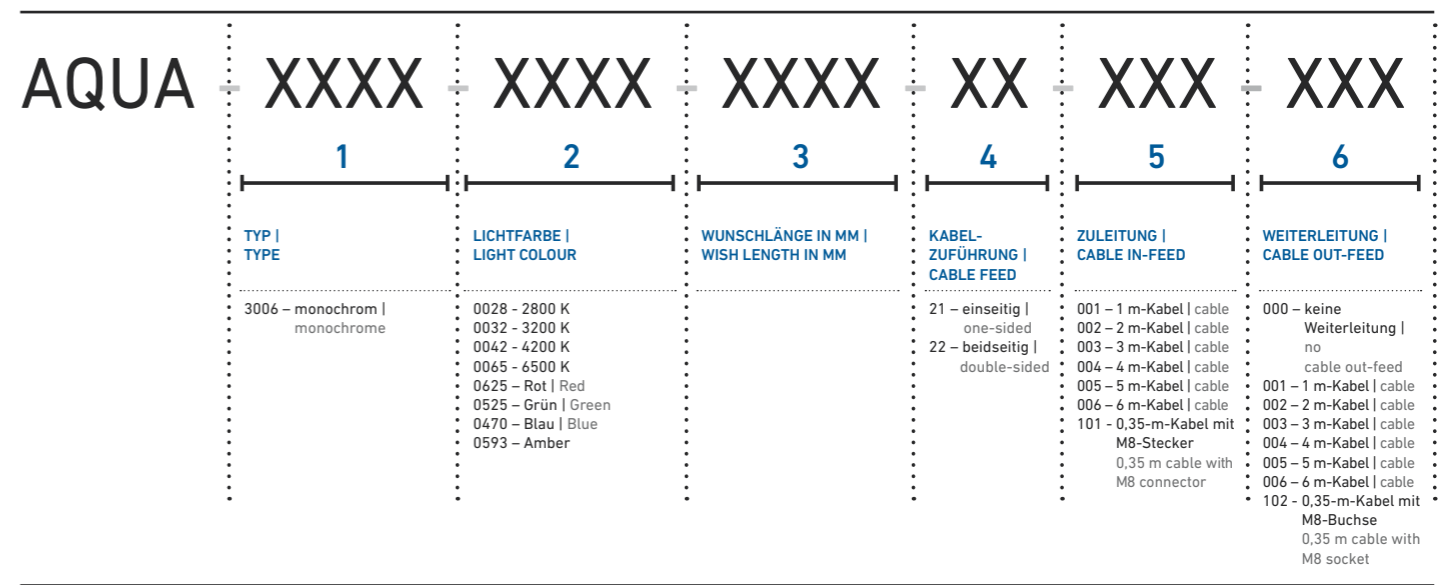 AQUA - XXXX - XXXX - XXXX - XX - XXX - XXX
1 2 3 4 5 6
TYP |
TYPE
3006 – monochrom |
monochrome
LICHTFARBE |
LIGHT COLOUR
0028 - 2800 K
0032 - 3200 K
0042 - 4200 K
0065 - 6500 K
0625 – Rot | Red
0525 – Grün | Green
0470 – Blau | Blue
0593 – Amber
WUNSCHLÄNGE IN MM |
WISH LENGTH IN MM
KABEL-
ZUFÜHRUNG |
CABLE FEED
21 – einseitig |
one-sided
22 – beidseitig |
double-sided
ZULEITUNG |
CABLE IN-FEED
001 – 1 m-Kabel | cable
002 – 2 m-Kabel | cable
003 – 3 m-Kabel | cable
004 – 4 m-Kabel | cable
005 – 5 m-Kabel | cable
006 – 6 m-Kabel | cable
101 - 0,35-m-Kabel mit
M8-Stecker
0,35 m cable with
M8 connector
WEITERLEITUNG |
CABLE OUT-FEED
000 – keine
Weiterleitung |
no
cable out-feed
001 – 1 m-Kabel | cable
002 – 2 m-Kabel | cable
003 – 3 m-Kabel | cable
004 – 4 m-Kabel | cable
005 – 5 m-Kabel | cable
006 – 6 m-Kabel | cable
102 - 0,35-m-Kabel mit
M8-Buchse
0,35 m cable with
M8 socket